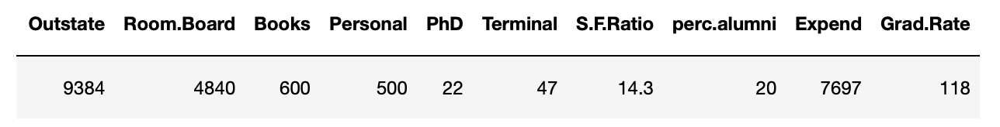 Outstate Room.Board Books Personal PhD Terminal S.F.Ratio perc.alumni Expend Grad.Rate
9384 4840 600 500 22 47 14.3 20 7697 118